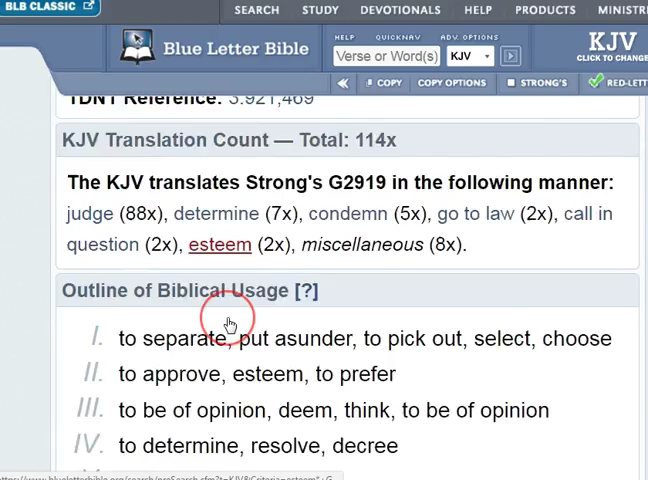 BLB CLASSIC
SEARCH STUDY DEVOTIONALS HELP PRODUCTS MINISTRI
HELP QUICKNAV ADV. OPTIONS
Blue Letter Bible Verse or Word(s) KJV KJV
CLICK TO CHANGE
COPY COPY OPTIONS STRONG'S RED-LETT
TDNT Reference: 3:921,469
KJV Translation Count — Total: 114x
The KJV translates Strong's G2919 in the following manner:
judge (88x), determine (7x), condemn (5x), go to law (2x), call in
question (2x), esteem (2x), miscellaneous (8x).
Outline of Biblical Usage [?]
I. to separate, put asunder, to pick out, select, choose
II. to approve, esteem, to prefer
III. to be of opinion, deem, think, to be of opinion
IV. to determine, resolve, decree